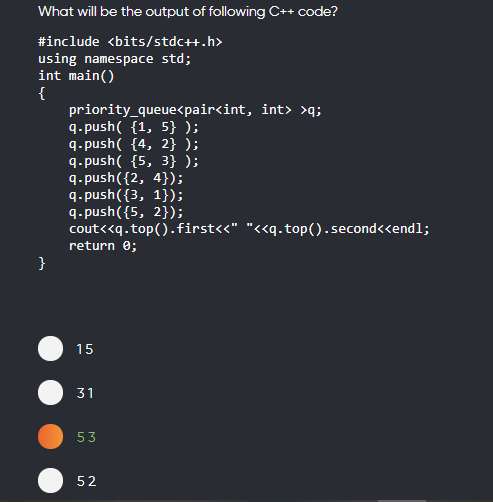 What will be the output of following C++ code?
#include <bits/stdc++.h>
using namespace std;
int main()
{
    priority_queue<pair<int, int> >q;
    q.push( {1, 5} );
    q.push( {4, 2} );
    q.push( {5, 3} );
    q.push({2, 4});
    q.push({3, 1});
    q.push({5, 2});
    cout<<q.top().first<<" "<<q.top().second<<endl;
    return 0;
}
1 5
3 1
5 3
5 2